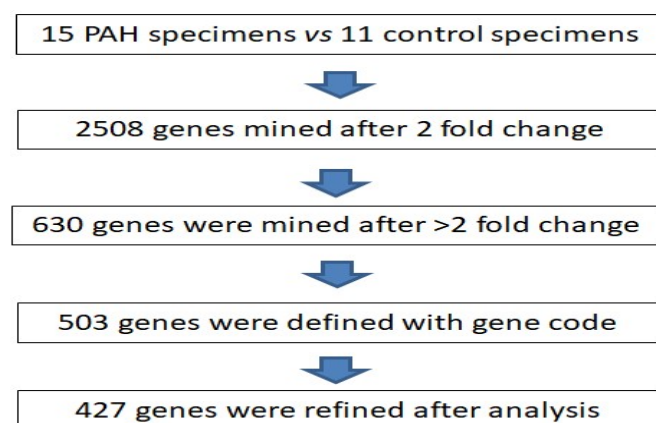 15 PAH specimens vs 11 control specimens
2508 genes mined after 2 fold change
630 genes were mined after >2 fold change
503 genes were defined with gene code
427 genes were refined after analysis